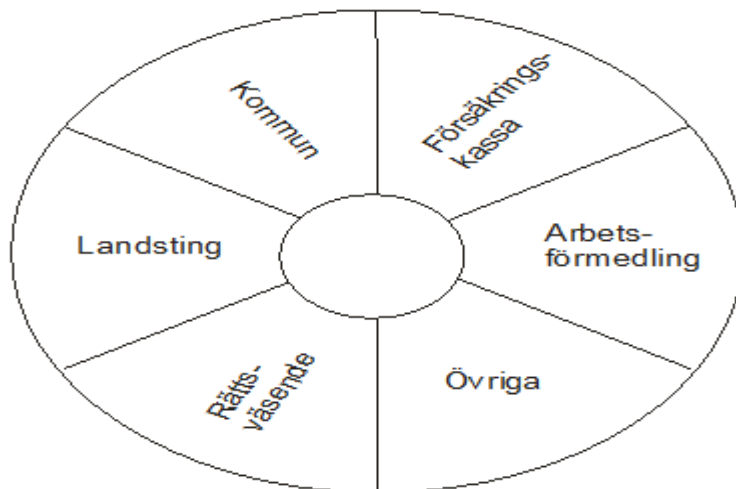 Kommun
Försäkrings-
kassa
Landsting
Arbets-
förmedling
Rätts-
väsende
Övriga